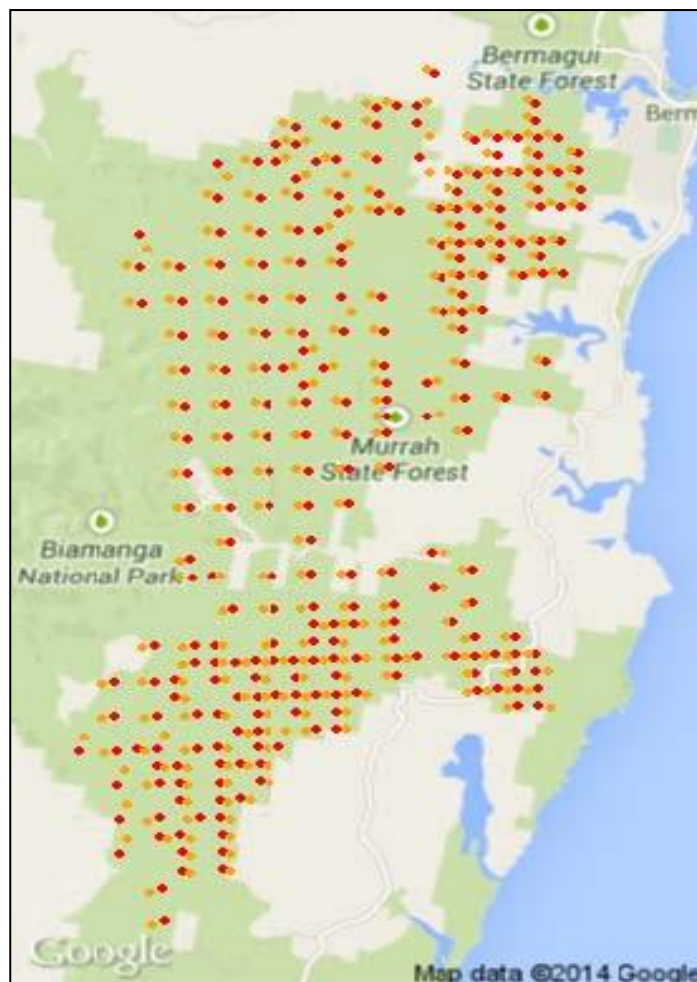 Bermagui
State Forest
Berm
Murrah
State Forest
Biamanga
National Park
Google
Map data ©2014 Google